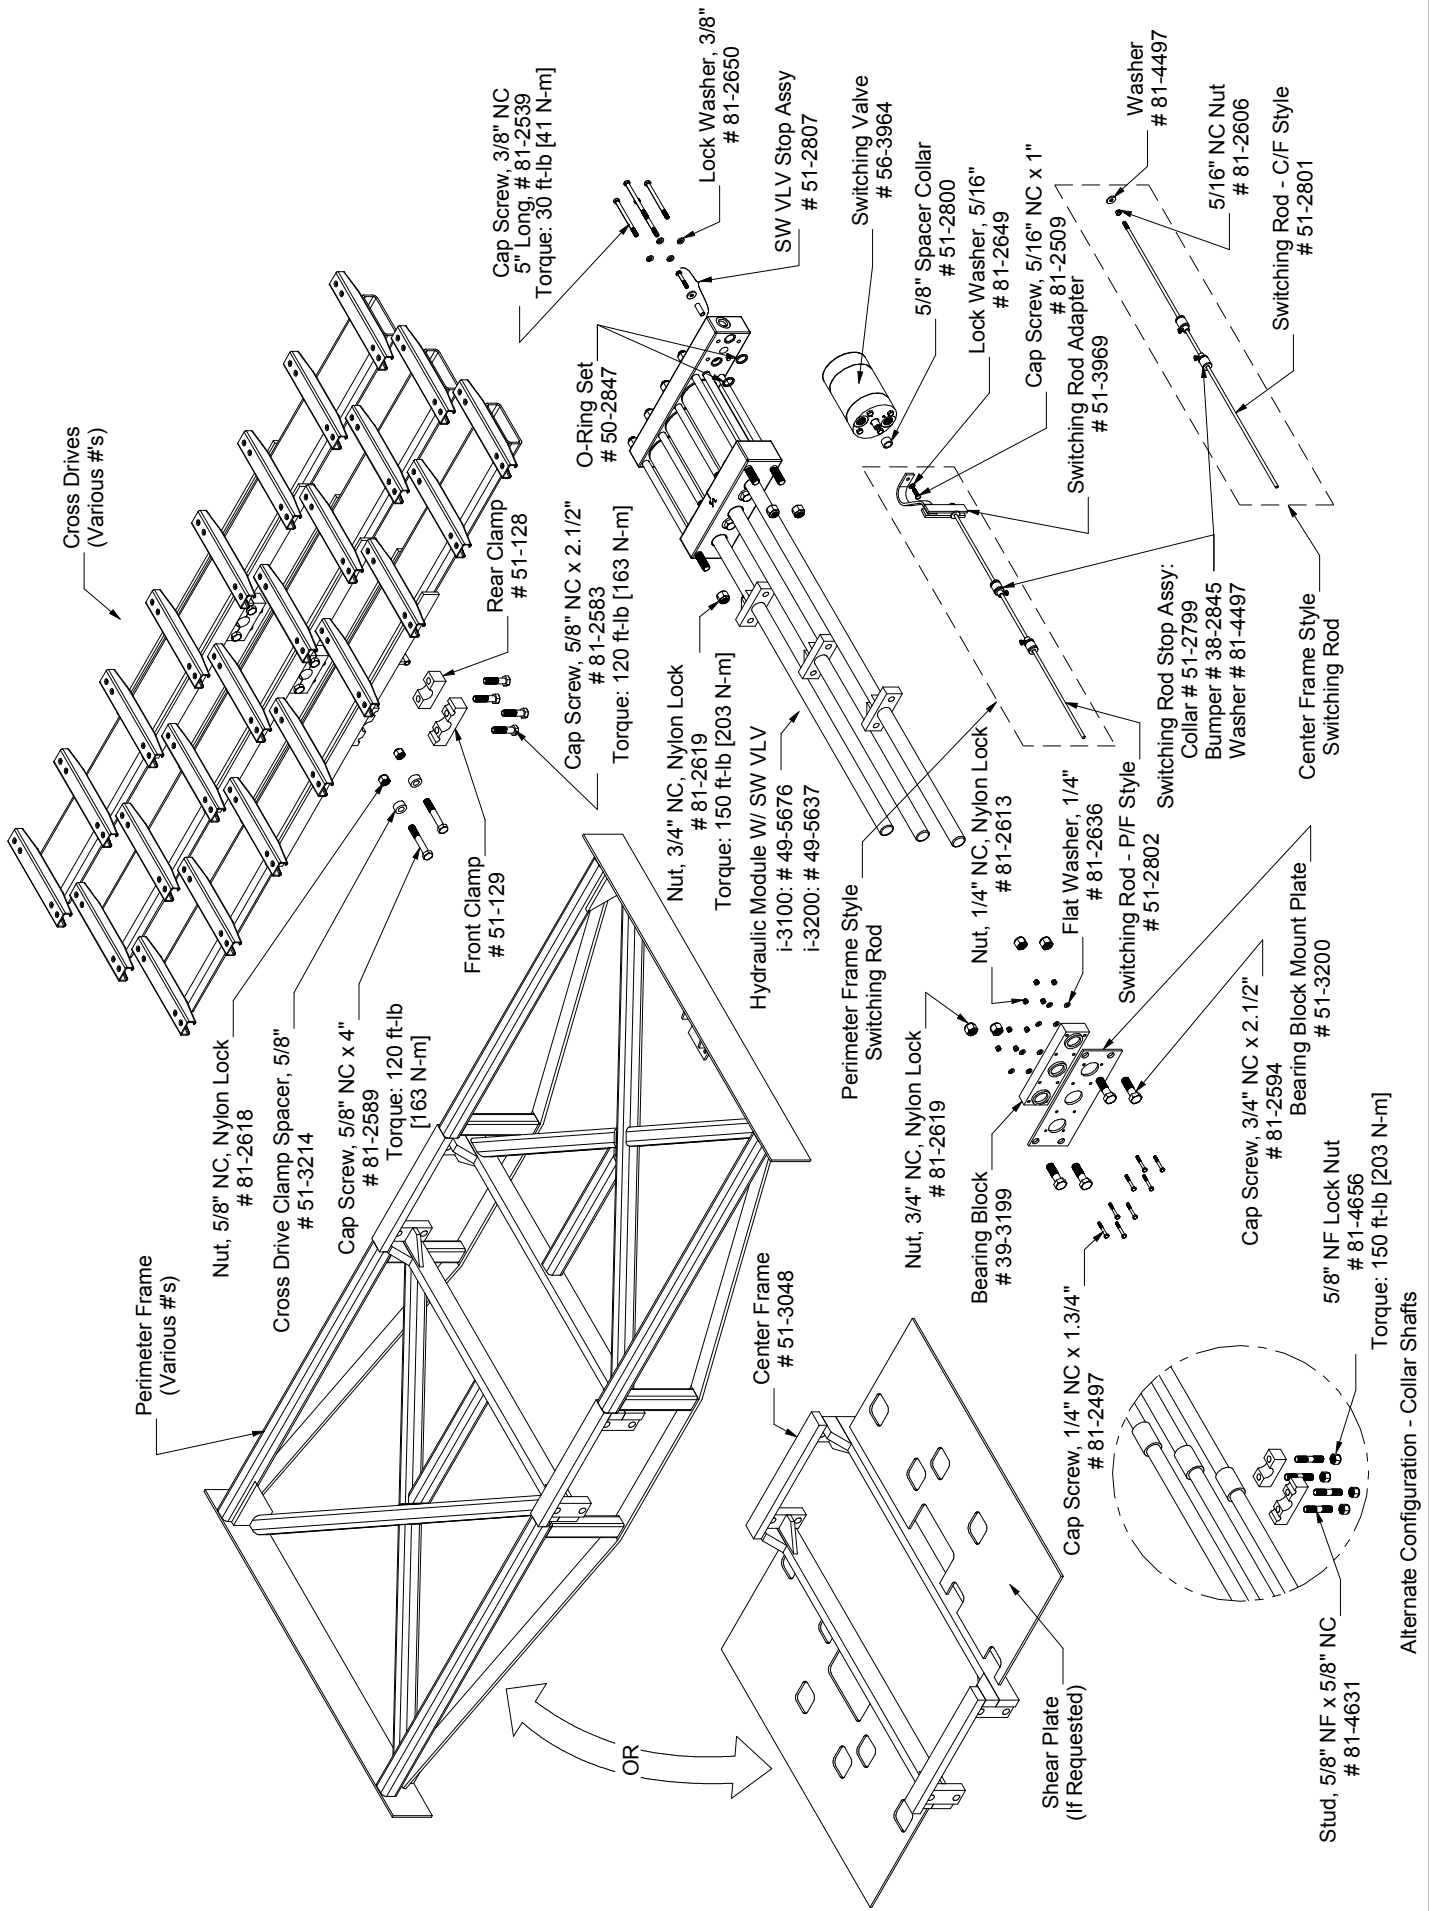 Cross Drives
(Various #'s)
Cap Screw, 3/8" NC
5" Long, # 81-2539
Torque: 30 ft-lb [41 N-m]
Lock Washer, 3/8"
# 81-2650
SW VLV Stop Assy
# 51-2807
Switching Valve
# 56-3964
5/8" Spacer Collar
# 51-2800
Lock Washer, 5/16"
# 81-2649
Cap Screw, 5/16" NC x 1"
# 81-2509
Switching Rod Adapter
# 51-3969
Washer
# 81-4497
5/16" NC Nut
# 81-2606
Switching Rod - C/F Style
# 51-2801
O-Ring Set
# 50-2847
Rear Clamp
# 51-128
Cap Screw, 5/8" NC x 2.1/2"
# 81-2583
Torque: 120 ft-lb [163 N-m]
Nut, 3/4" NC, Nylon Lock
# 81-2619
Torque: 150 ft-lb [203 N-m]
Front Clamp
# 51-129
Hydraulic Module W/ SW VLV
i-3100: # 49-5676
i-3200: # 49-5637
Switching Rod Stop Assy:
Collar # 51-2799
Bumper # 38-2845
Washer # 81-4497
Center Frame Style
Switching Rod
Perimeter Frame Style
Switching Rod
Nut, 1/4" NC, Nylon Lock
# 81-2613
Flat Washer, 1/4"
# 81-2636
Switching Rod - P/F Style
# 51-2802
Perimeter Frame
(Various #'s)
Nut, 5/8" NC, Nylon Lock
# 81-2618
Cross Drive Clamp Spacer, 5/8"
# 51-3214
Cap Screw, 5/8" NC x 4"
# 81-2589
Torque: 120 ft-lb
[163 N-m]
Nut, 3/4" NC, Nylon Lock
# 81-2619
Bearing Block
# 39-3199
Cap Screw, 3/4" NC x 2.1/2"
# 81-2594
Bearing Block Mount Plate
# 51-3200
Center Frame
# 51-3048
Cap Screw, 1/4" NC x 1.3/4"
# 81-2497
5/8" NF Lock Nut
# 81-4656
Torque: 150 ft-lb [203 N-m]
OR
Shear Plate
(If Requested)
Stud, 5/8" NF x 5/8" NC
# 81-4631
Alternate Configuration - Collar Shafts